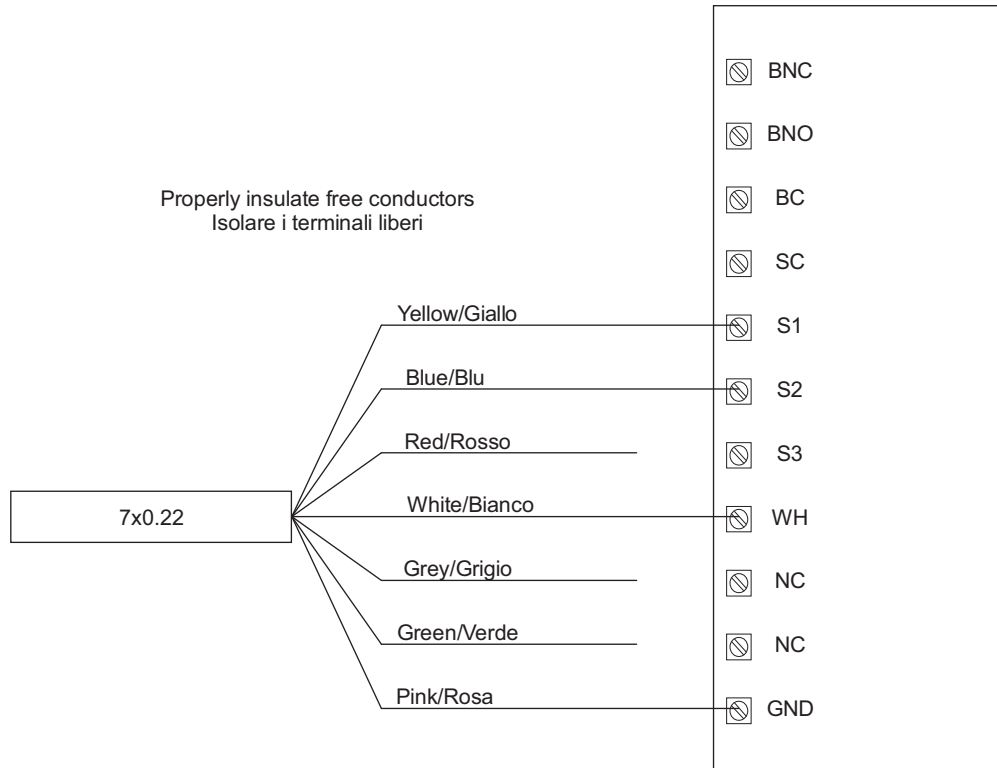 BNC
BNO
Properly insulate free conductors
Isolare i terminali liberi
BC
SC
Yellow/Giallo
S1
Blue/Blu
S2
Red/Rosso
S3
7x0.22
White/Bianco
WH
Grey/Grigio
NC
Green/Verde
NC
Pink/Rosa
GND